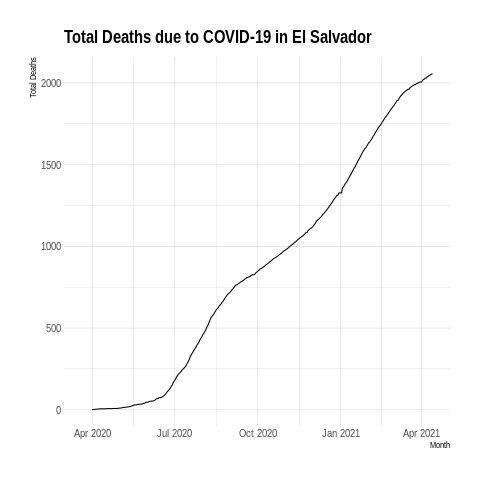 Total Deaths due to COVID-19 in El Salvador
Total Deaths
2000
1500
1000
500
0
Apr 2020 Jul 2020 Oct 2020 Jan 2021 Apr 2021
Month